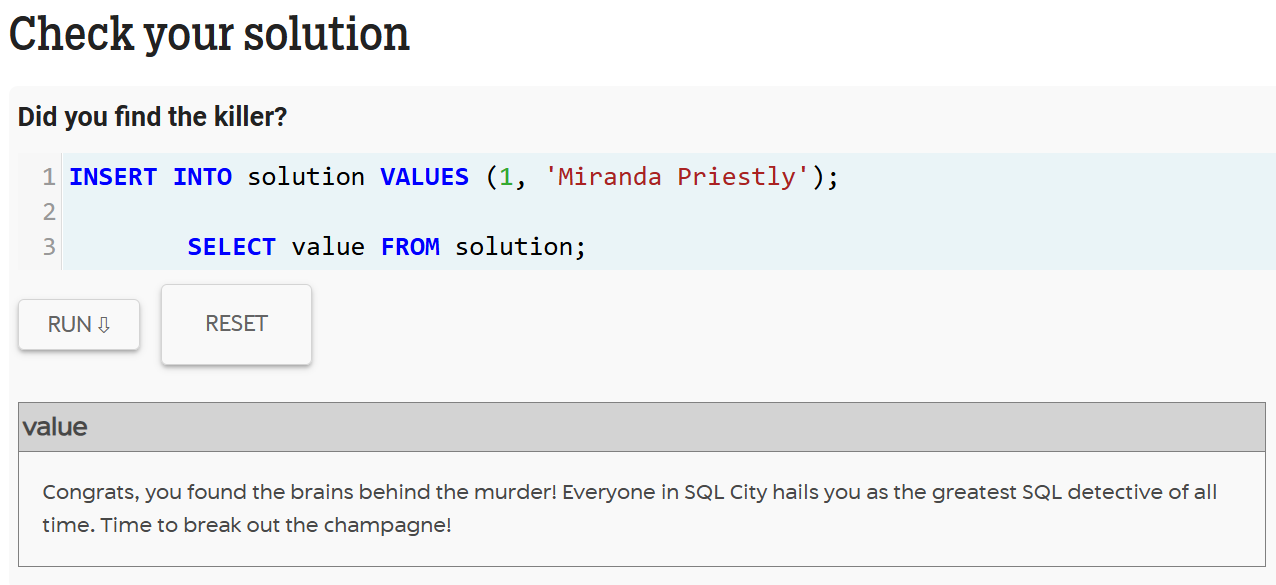 Check your solution
Did you find the killer?
1 INSERT INTO solution VALUES (1, 'Miranda Priestly');
2
3 SELECT value FROM solution;
RUN ⇩ RESET
value
Congrats, you found the brains behind the murder! Everyone in SQL City hails you as the greatest SQL detective of all
time. Time to break out the champagne!